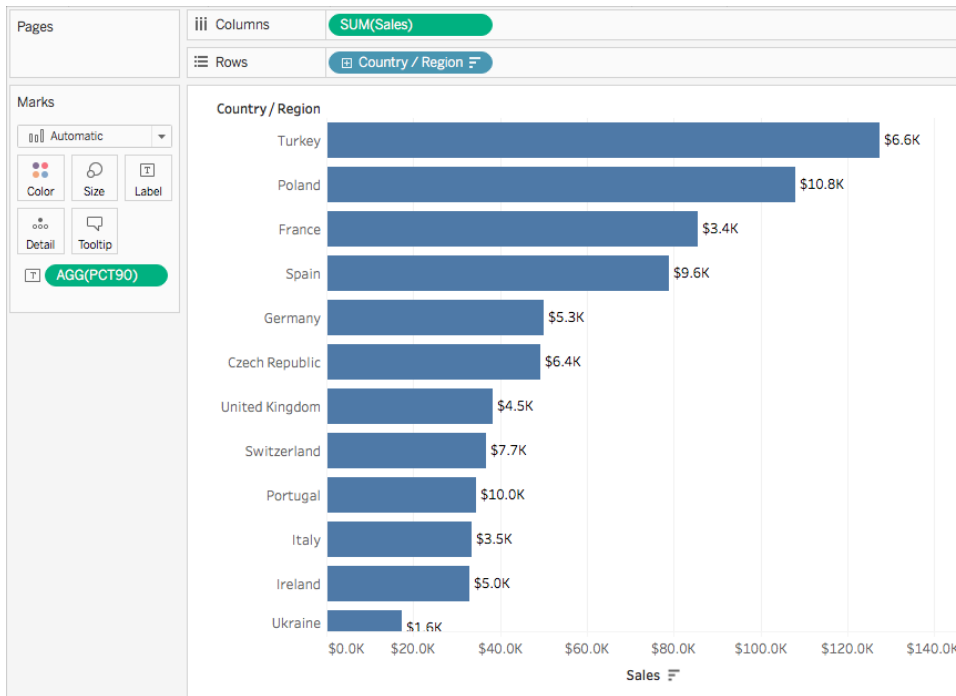 Pages
Columns
SUM(Sales)
Rows
Country / Region
Marks
Automatic
Color
Size
Label
Detail
Tooltip
AGG(PCT90)
Country / Region
Turkey
$6.6K
Poland
$10.8K
France
$3.4K
Spain
$9.6K
Germany
$5.3K
Czech Republic
$6.4K
United Kingdom
$4.5K
Switzerland
$7.7K
Portugal
$10.0K
Italy
$3.5K
Ireland
$5.0K
Ukraine
$1.6K
$0.0K $20.0K $40.0K $60.0K $80.0K $100.0K $120.0K $140.0K
Sales